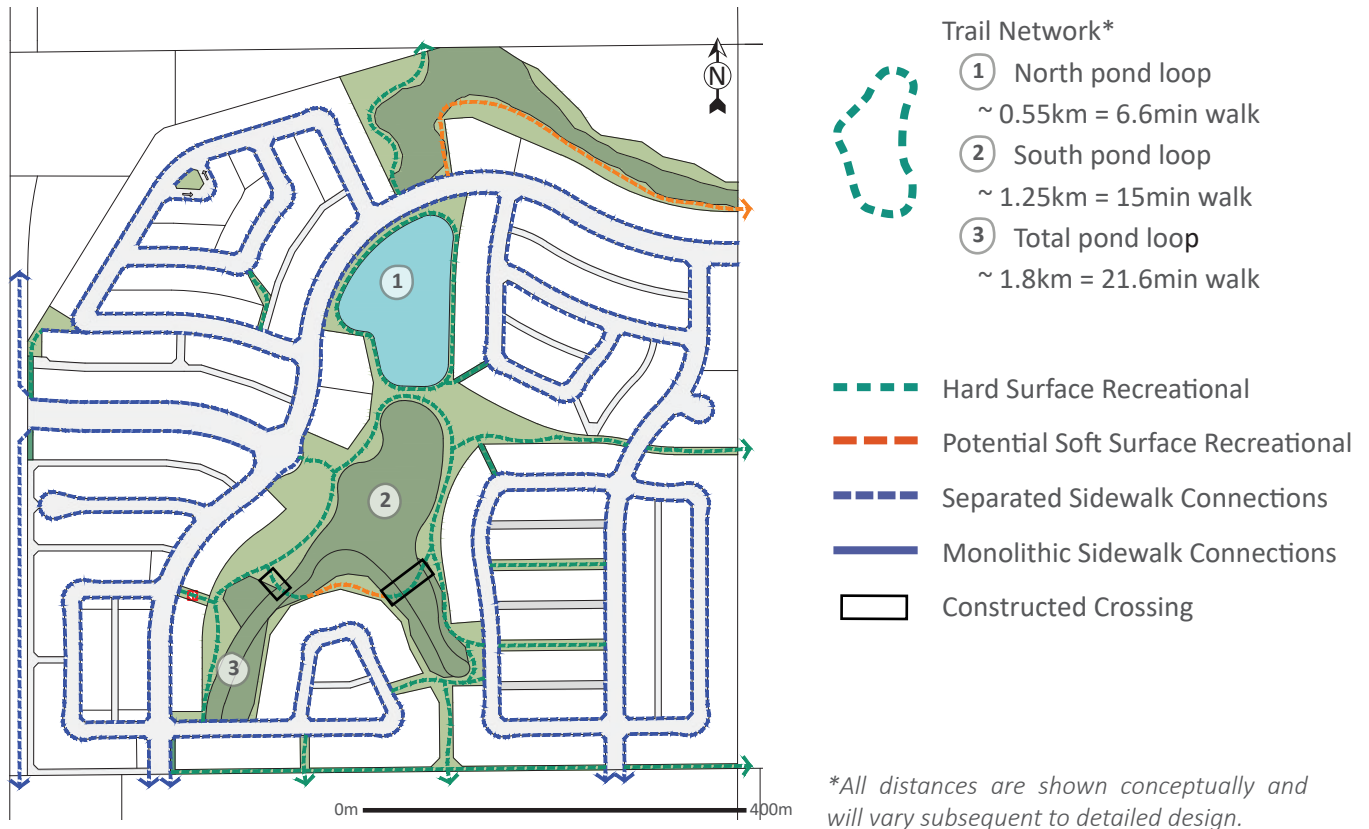 N
1
2
3
0m
400m
Trail Network*
1 North pond loop
~ 0.55km = 6.6min walk
2 South pond loop
~ 1.25km = 15min walk
3 Total pond loop
~ 1.8km = 21.6min walk
Hard Surface Recreational
Potential Soft Surface Recreational
Separated Sidewalk Connections
Monolithic Sidewalk Connections
Constructed Crossing
*All distances are shown conceptually and
will vary subsequent to detailed design.